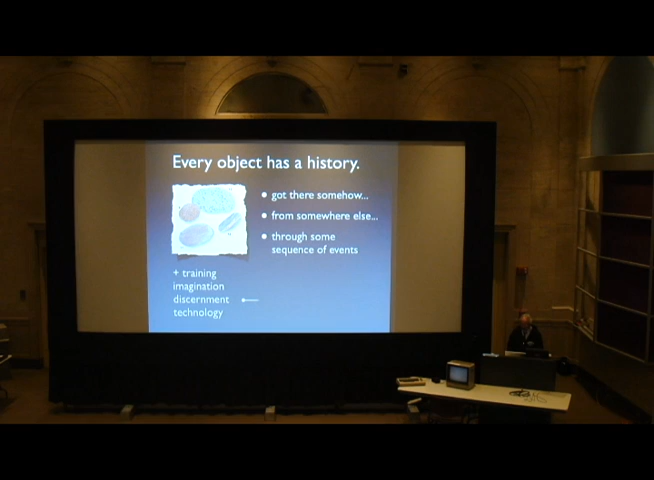 Every object has a history.
• got there somehow...
• from somewhere else...
• through some
sequence of events
+ training
imagination
discernment
technology